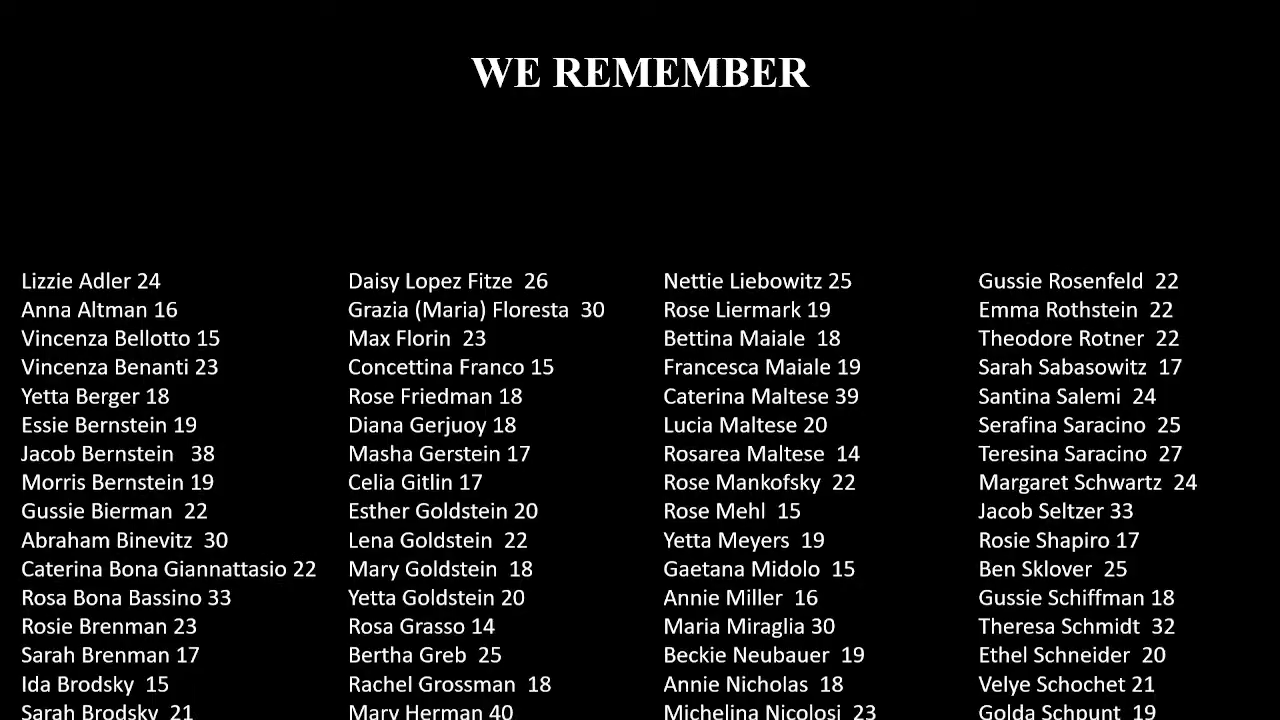 WE REMEMBER
Lizzie Adler 24
Anna Altman 16
Vincenza Bellotto 15
Vincenza Benanti 23
Yetta Berger 18
Essie Bernstein 19
Jacob Bernstein 38
Morris Bernstein 19
Gussie Bierman 22
Abraham Binevitz 30
Caterina Bona Giannattasio 22
Rosa Bona Bassino 33
Rosie Brenman 23
Sarah Brenman 17
Ida Brodsky 15
Sarah Brodsky 21
Daisy Lopez Fitze 26
Grazia (Maria) Floresta 30
Max Florin 23
Concettina Franco 15
Rose Friedman 18
Diana Gerjuoy 18
Masha Gerstein 17
Celia Gitlin 17
Esther Goldstein 20
Lena Goldstein 22
Mary Goldstein 18
Yetta Goldstein 20
Rosa Grasso 14
Bertha Greb 25
Rachel Grossman 18
Mary Herman 40
Nettie Liebowitz 25
Rose Liermark 19
Bettina Maiale 18
Francesca Maiale 19
Caterina Maltese 39
Lucia Maltese 20
Rosarea Maltese 14
Rose Mankofsky 22
Rose Mehl 15
Yetta Meyers 19
Gaetana Midolo 15
Annie Miller 16
Maria Miraglia 30
Beckie Neubauer 19
Annie Nicholas 18
Michelina Nicolosi 23
Gussie Rosenfeld 22
Emma Rothstein 22
Theodore Rotner 22
Sarah Sabasowitz 17
Santina Salemi 24
Serafina Saracino 25
Teresina Saracino 27
Margaret Schwartz 24
Jacob Seltzer 33
Rosie Shapiro 17
Ben Sklover 25
Gussie Schiffman 18
Theresa Schmidt 32
Ethel Schneider 20
Velye Schochet 21
Golda Schpunt 19